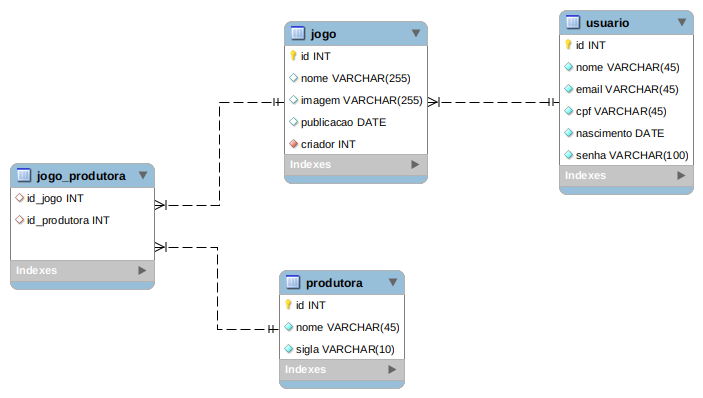 jogo
id INT
nome VARCHAR(255)
imagem VARCHAR(255)
publicacao DATE
criador INT
Indexes
usuario
id INT
nome VARCHAR(45)
email VARCHAR(45)
cpf VARCHAR(45)
nascimento DATE
senha VARCHAR(100)
Indexes
jogo_produtora
id_jogo INT
id_produtora INT
Indexes
produtora
id INT
nome VARCHAR(45)
sigla VARCHAR(10)
Indexes